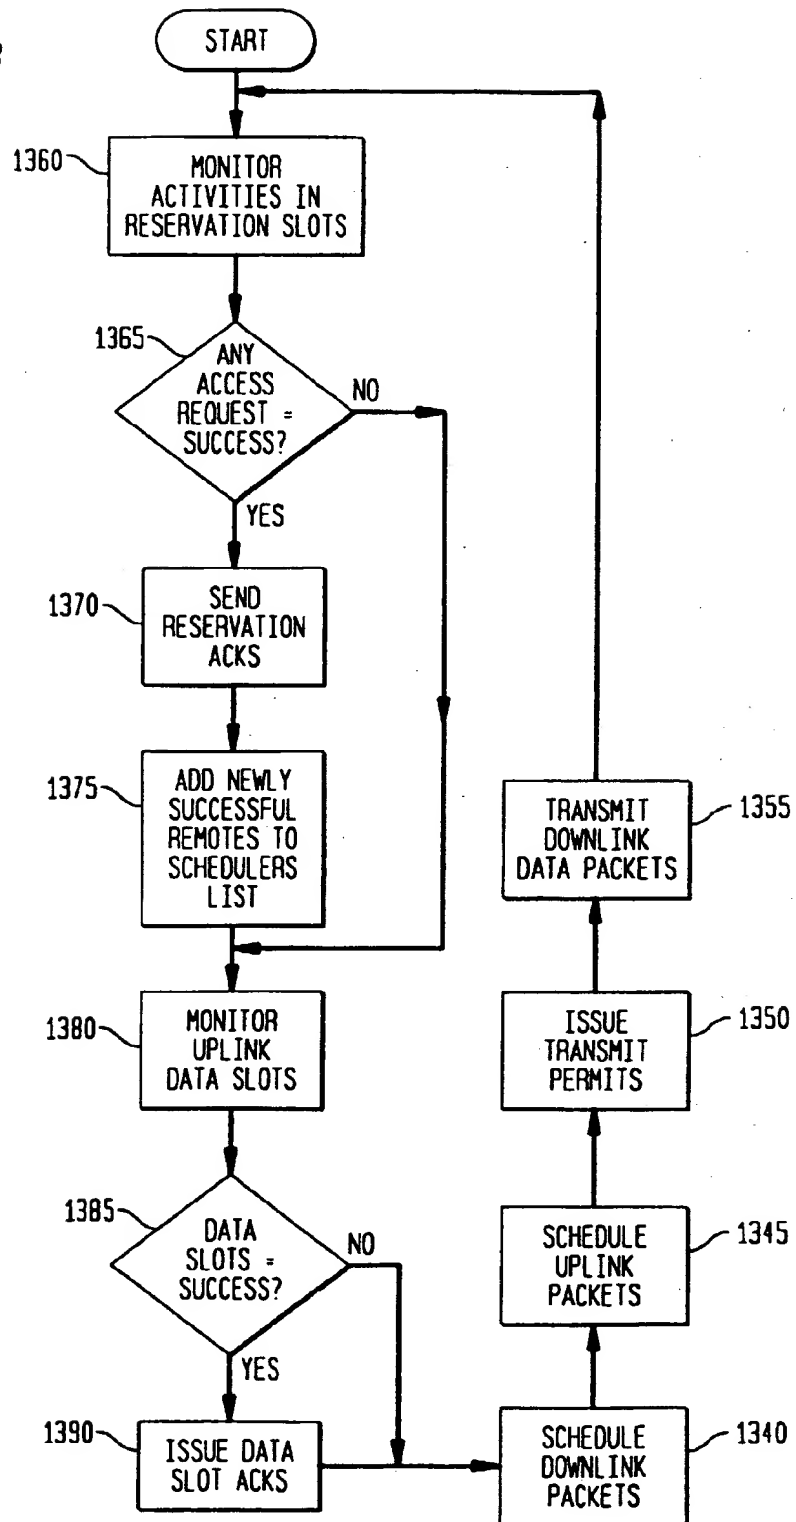 START
1360
MONITOR
ACTIVITIES IN
RESERVATION SLOTS
1365
ANY
ACCESS
REQUEST =
SUCCESS?
NO
YES
1370
SEND
RESERVATION
ACKS
1375
ADD NEWLY
SUCCESSFUL
REMOTES TO
SCHEDULERS
LIST
1380
MONITOR
UPLINK
DATA SLOTS
1385
DATA
SLOTS =
SUCCESS?
NO
YES
1390
ISSUE DATA
SLOT ACKS
SCHEDULE
DOWNLINK
PACKETS
1340
SCHEDULE
UPLINK
PACKETS
1345
ISSUE
TRANSMIT
PERMITS
1350
TRANSMIT
DOWNLINK
DATA PACKETS
1355